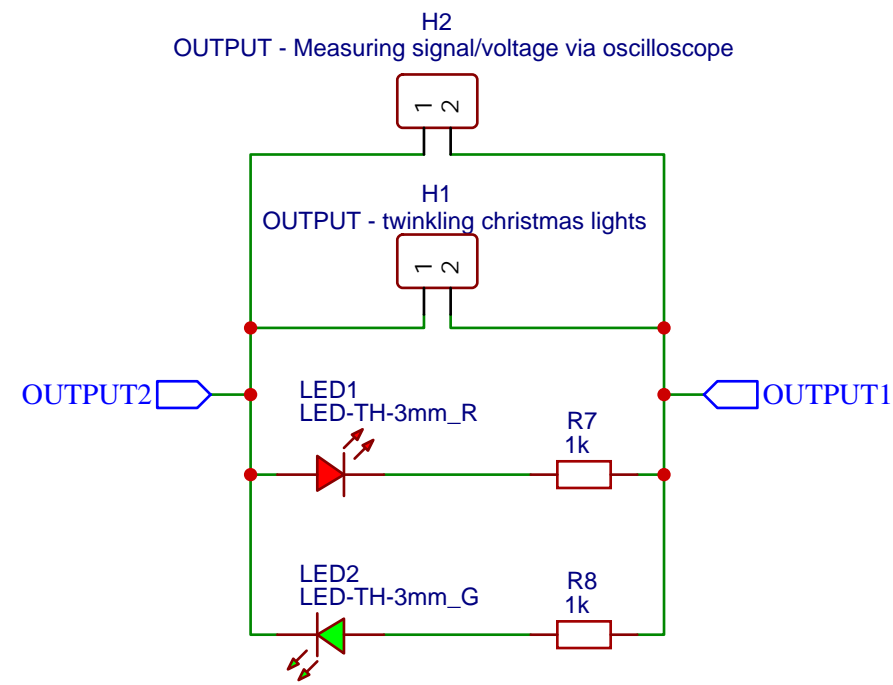 H2
OUTPUT - Measuring signal/voltage via oscilloscope
1
2
H1
OUTPUT - twinkling christmas lights
1
2
OUTPUT2
OUTPUT1
LED1
LED-TH-3mm_R
R7
1k
LED2
LED-TH-3mm_G
R8
1k